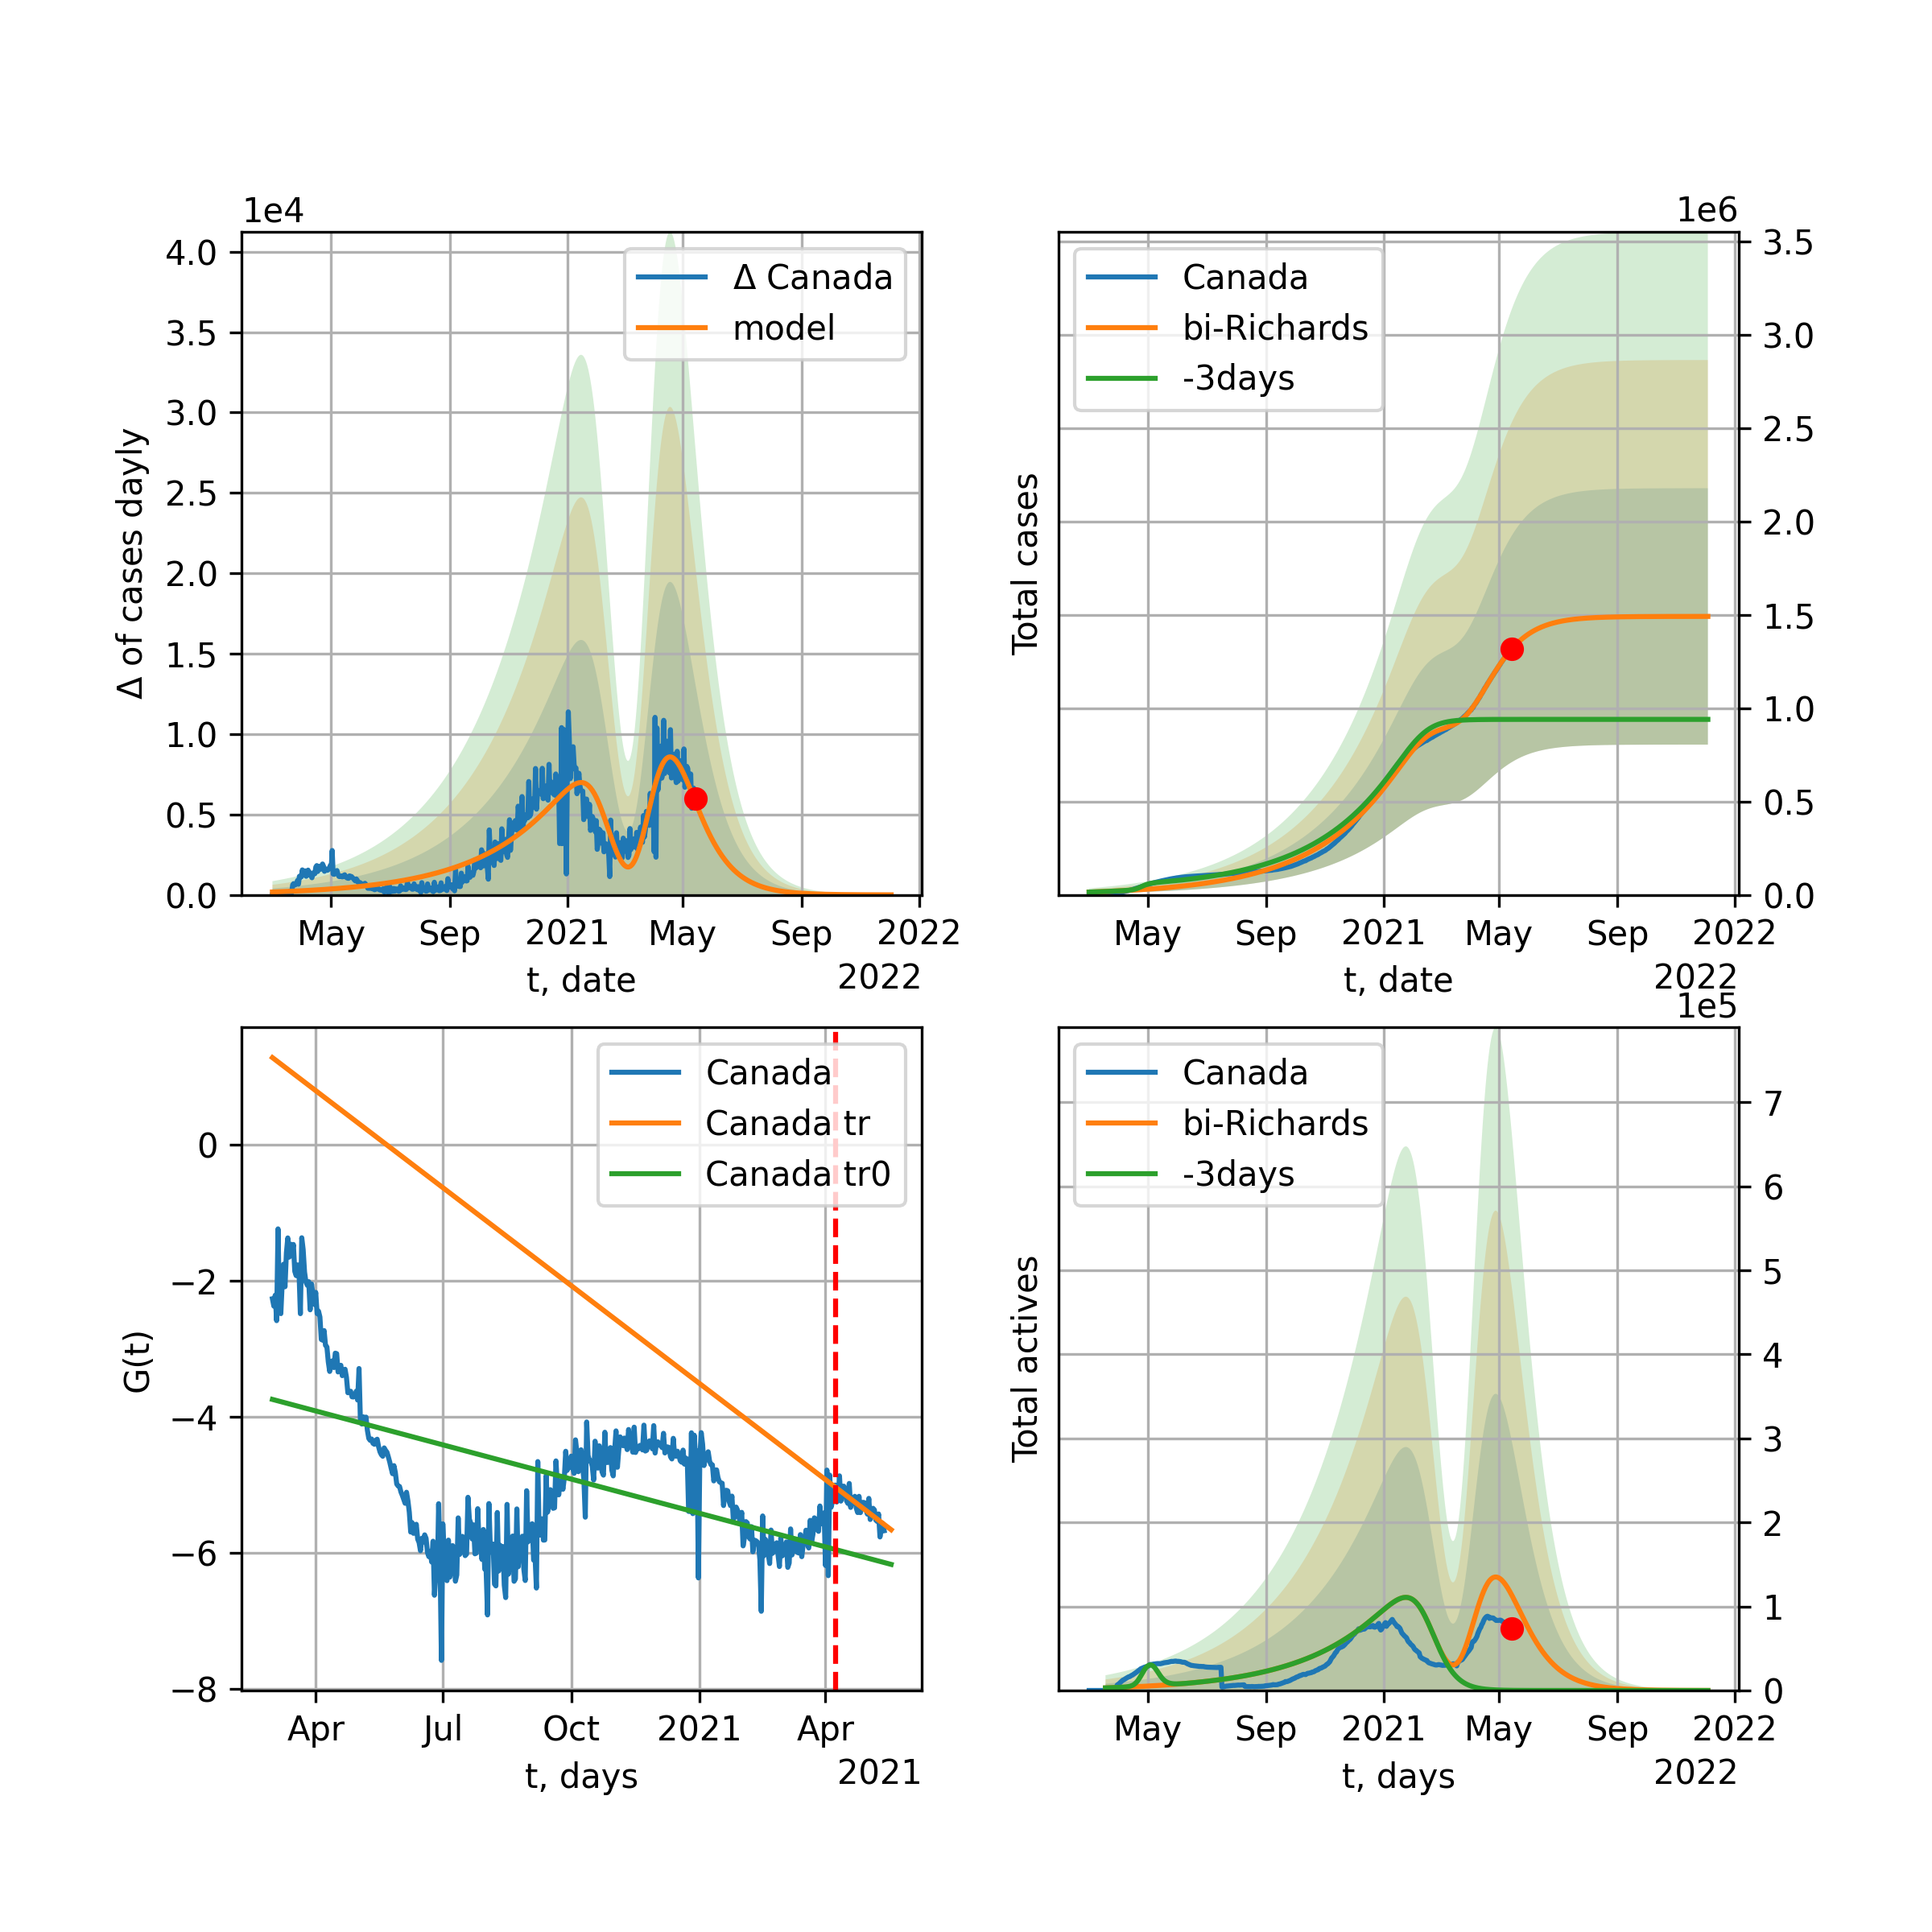 1e4
4.0
3.5
3.0
2.5
2.0
1.5
1.0
0.5
0.0
Δ of cases dayly
Δ Canada
model
May Sep 2021 May Sep 2022
t, date
2022
1e6
3.5
3.0
2.5
2.0
1.5
1.0
0.5
0.0
Total cases
Canada
bi-Richards
-3days
May Sep 2021 May Sep 2022
t, date
2022
0
−2
−4
−6
−8
G(t)
Canada
Canada tr
Canada tr0
Apr Jul Oct 2021 Apr
t, days
2021
1e5
7
6
5
4
3
2
1
0
Total actives
Canada
bi-Richards
-3days
May Sep 2021 May Sep 2022
t, days
2022